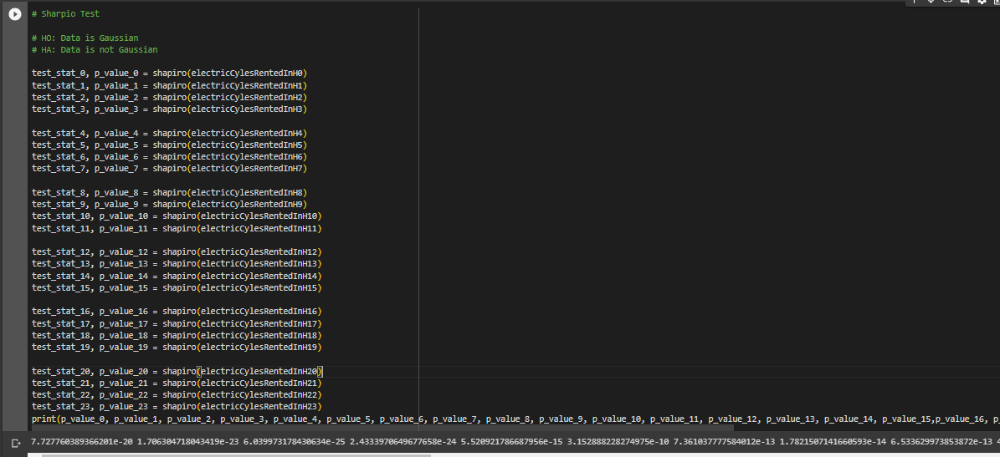 # Sharpio Test
# HO: Data is Gaussian
# HA: Data is not Gaussian
test_stat_0, p_value_0 = shapiro(electricCylesRentedInH0)
test_stat_1, p_value_1 = shapiro(electricCylesRentedInH1)
test_stat_2, p_value_2 = shapiro(electricCylesRentedInH2)
test_stat_3, p_value_3 = shapiro(electricCylesRentedInH3)
test_stat_4, p_value_4 = shapiro(electricCylesRentedInH4)
test_stat_5, p_value_5 = shapiro(electricCylesRentedInH5)
test_stat_6, p_value_6 = shapiro(electricCylesRentedInH6)
test_stat_7, p_value_7 = shapiro(electricCylesRentedInH7)
test_stat_8, p_value_8 = shapiro(electricCylesRentedInH8)
test_stat_9, p_value_9 = shapiro(electricCylesRentedInH9)
test_stat_10, p_value_10 = shapiro(electricCylesRentedInH10)
test_stat_11, p_value_11 = shapiro(electricCylesRentedInH11)
test_stat_12, p_value_12 = shapiro(electricCylesRentedInH12)
test_stat_13, p_value_13 = shapiro(electricCylesRentedInH13)
test_stat_14, p_value_14 = shapiro(electricCylesRentedInH14)
test_stat_15, p_value_15 = shapiro(electricCylesRentedInH15)
test_stat_16, p_value_16 = shapiro(electricCylesRentedInH16)
test_stat_17, p_value_17 = shapiro(electricCylesRentedInH17)
test_stat_18, p_value_18 = shapiro(electricCylesRentedInH18)
test_stat_19, p_value_19 = shapiro(electricCylesRentedInH19)
test_stat_20, p_value_20 = shapiro(electricCylesRentedInH20)
test_stat_21, p_value_21 = shapiro(electricCylesRentedInH21)
test_stat_22, p_value_22 = shapiro(electricCylesRentedInH22)
test_stat_23, p_value_23 = shapiro(electricCylesRentedInH23)
print(p_value_0, p_value_1, p_value_2, p_value_3, p_value_4, p_value_5, p_value_6, p_value_7, p_value_8, p_value_9, p_value_10, p_value_11, p_value_12, p_value_13, p_value_14, p_value_15,p_value_16, p_
7.727760389366201e-20 1.706304718043419e-23 6.039973178430634e-25 2.4333970649677658e-24 5.520921786687956e-15 3.152888228274975e-10 7.361037777584012e-13 1.7821507141660593e-14 6.533629973853872e-13 4